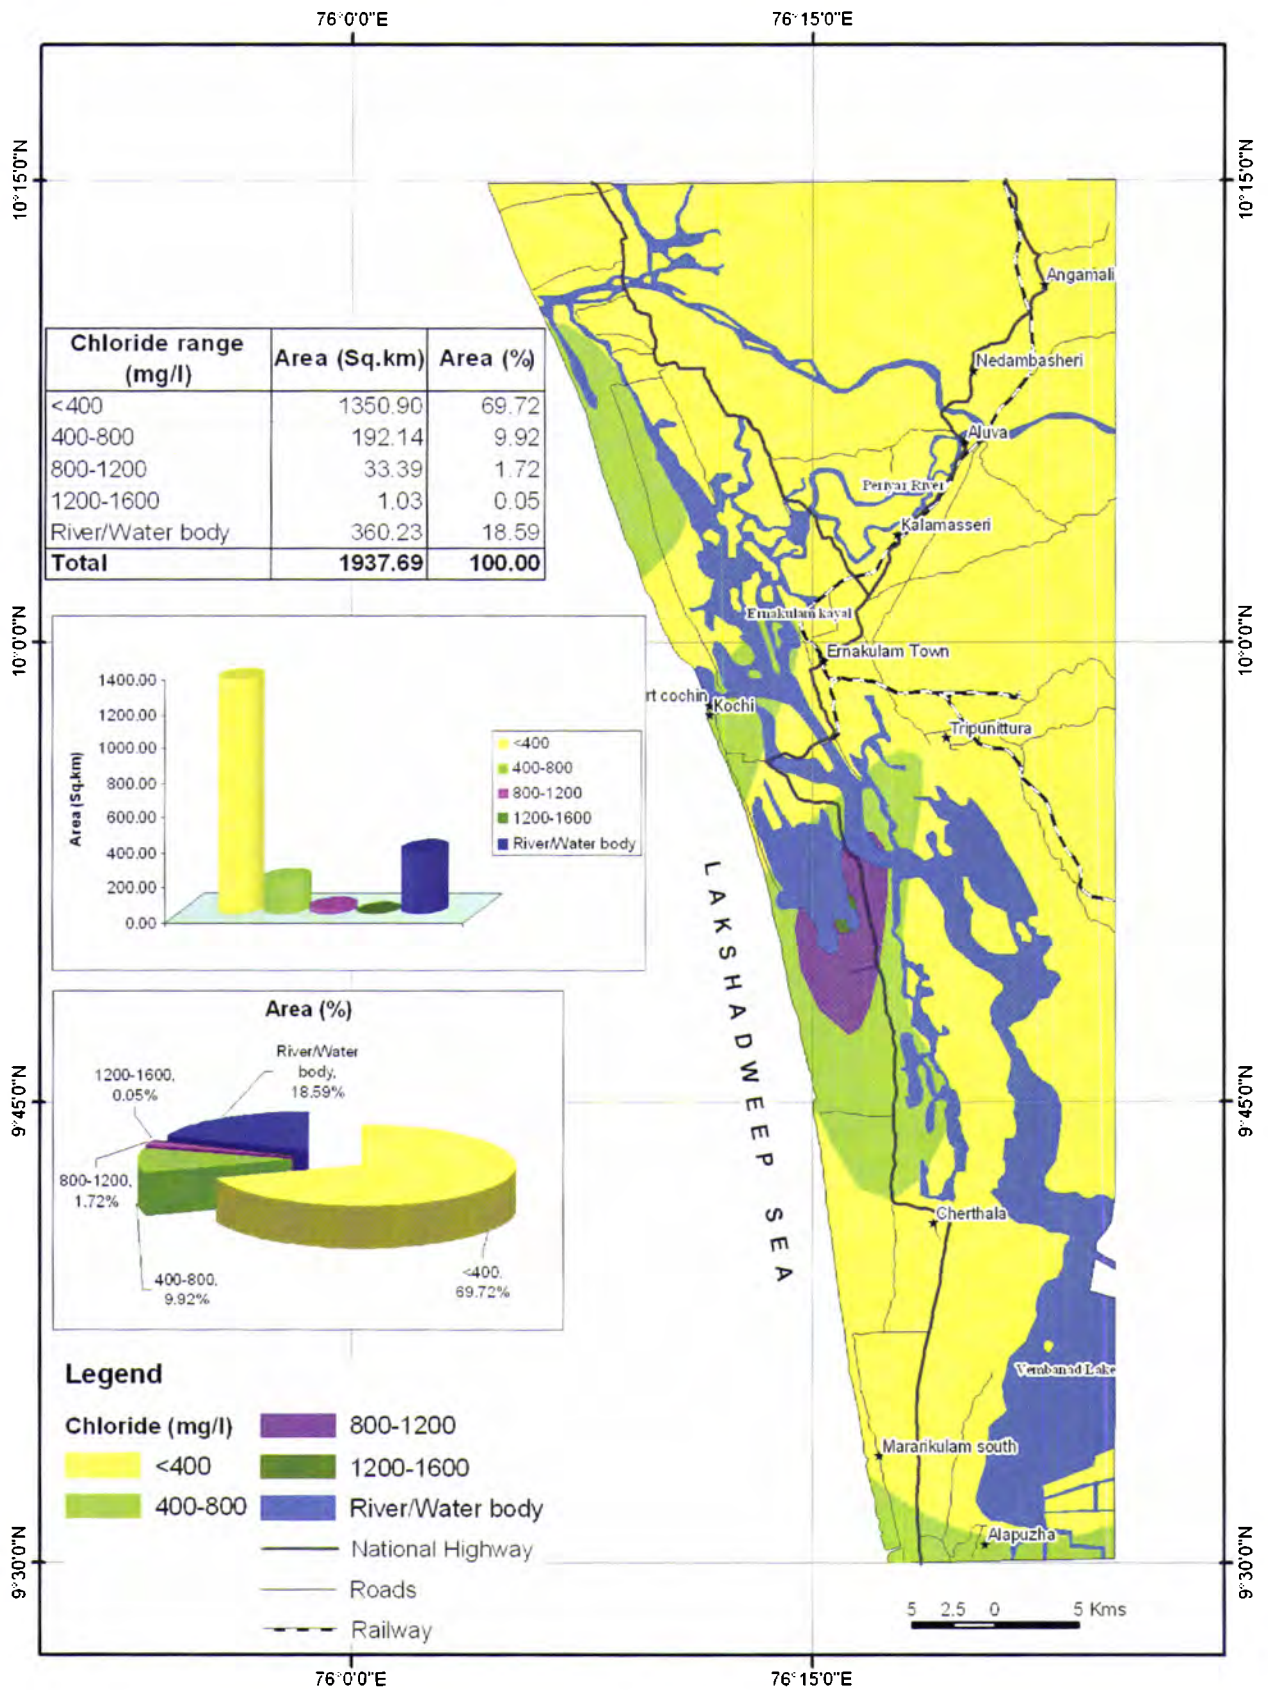 76°0'0"E 76°15'0"E
10°15'0"N 10°15'0"N
Angamali
Chloride range (mg/l) Area (Sq.km) Area (%)
<400 1350.90 69.72
400-800 192.14 9.92
800-1200 33.39 1.72
1200-1600 1.03 0.05
River/Water body 360.23 18.59
Total 1937.69 100.00
Nedambasheri
Aluva
Periyar River
Kalamasseri
Ernakulam kayal
10°0'0"N 10°0'0"N
Ernakulam Town
rt cochin
Kochi
Tripunittura
Area (Sq.km)
1400.00
1200.00
1000.00
800.00
600.00
400.00
200.00
0.00
<400
400-800
800-1200
1200-1600
River/Water body
LAKSHADWEEP SEA
Area (%)
River/Water
body,
18.59%
1200-1600,
0.05%
800-1200,
1.72%
400-800,
9.92%
<400,
69.72%
9°45'0"N 9°45'0"N
Cherthala
Vembanad Lake
Mararikulam south
Alapuzha
Legend
Chloride (mg/l)
<400
400-800
800-1200
1200-1600
River/Water body
National Highway
Roads
Railway
9°30'0"N 9°30'0"N
5 2.5 0 5 Kms
76°0'0"E 76°15'0"E